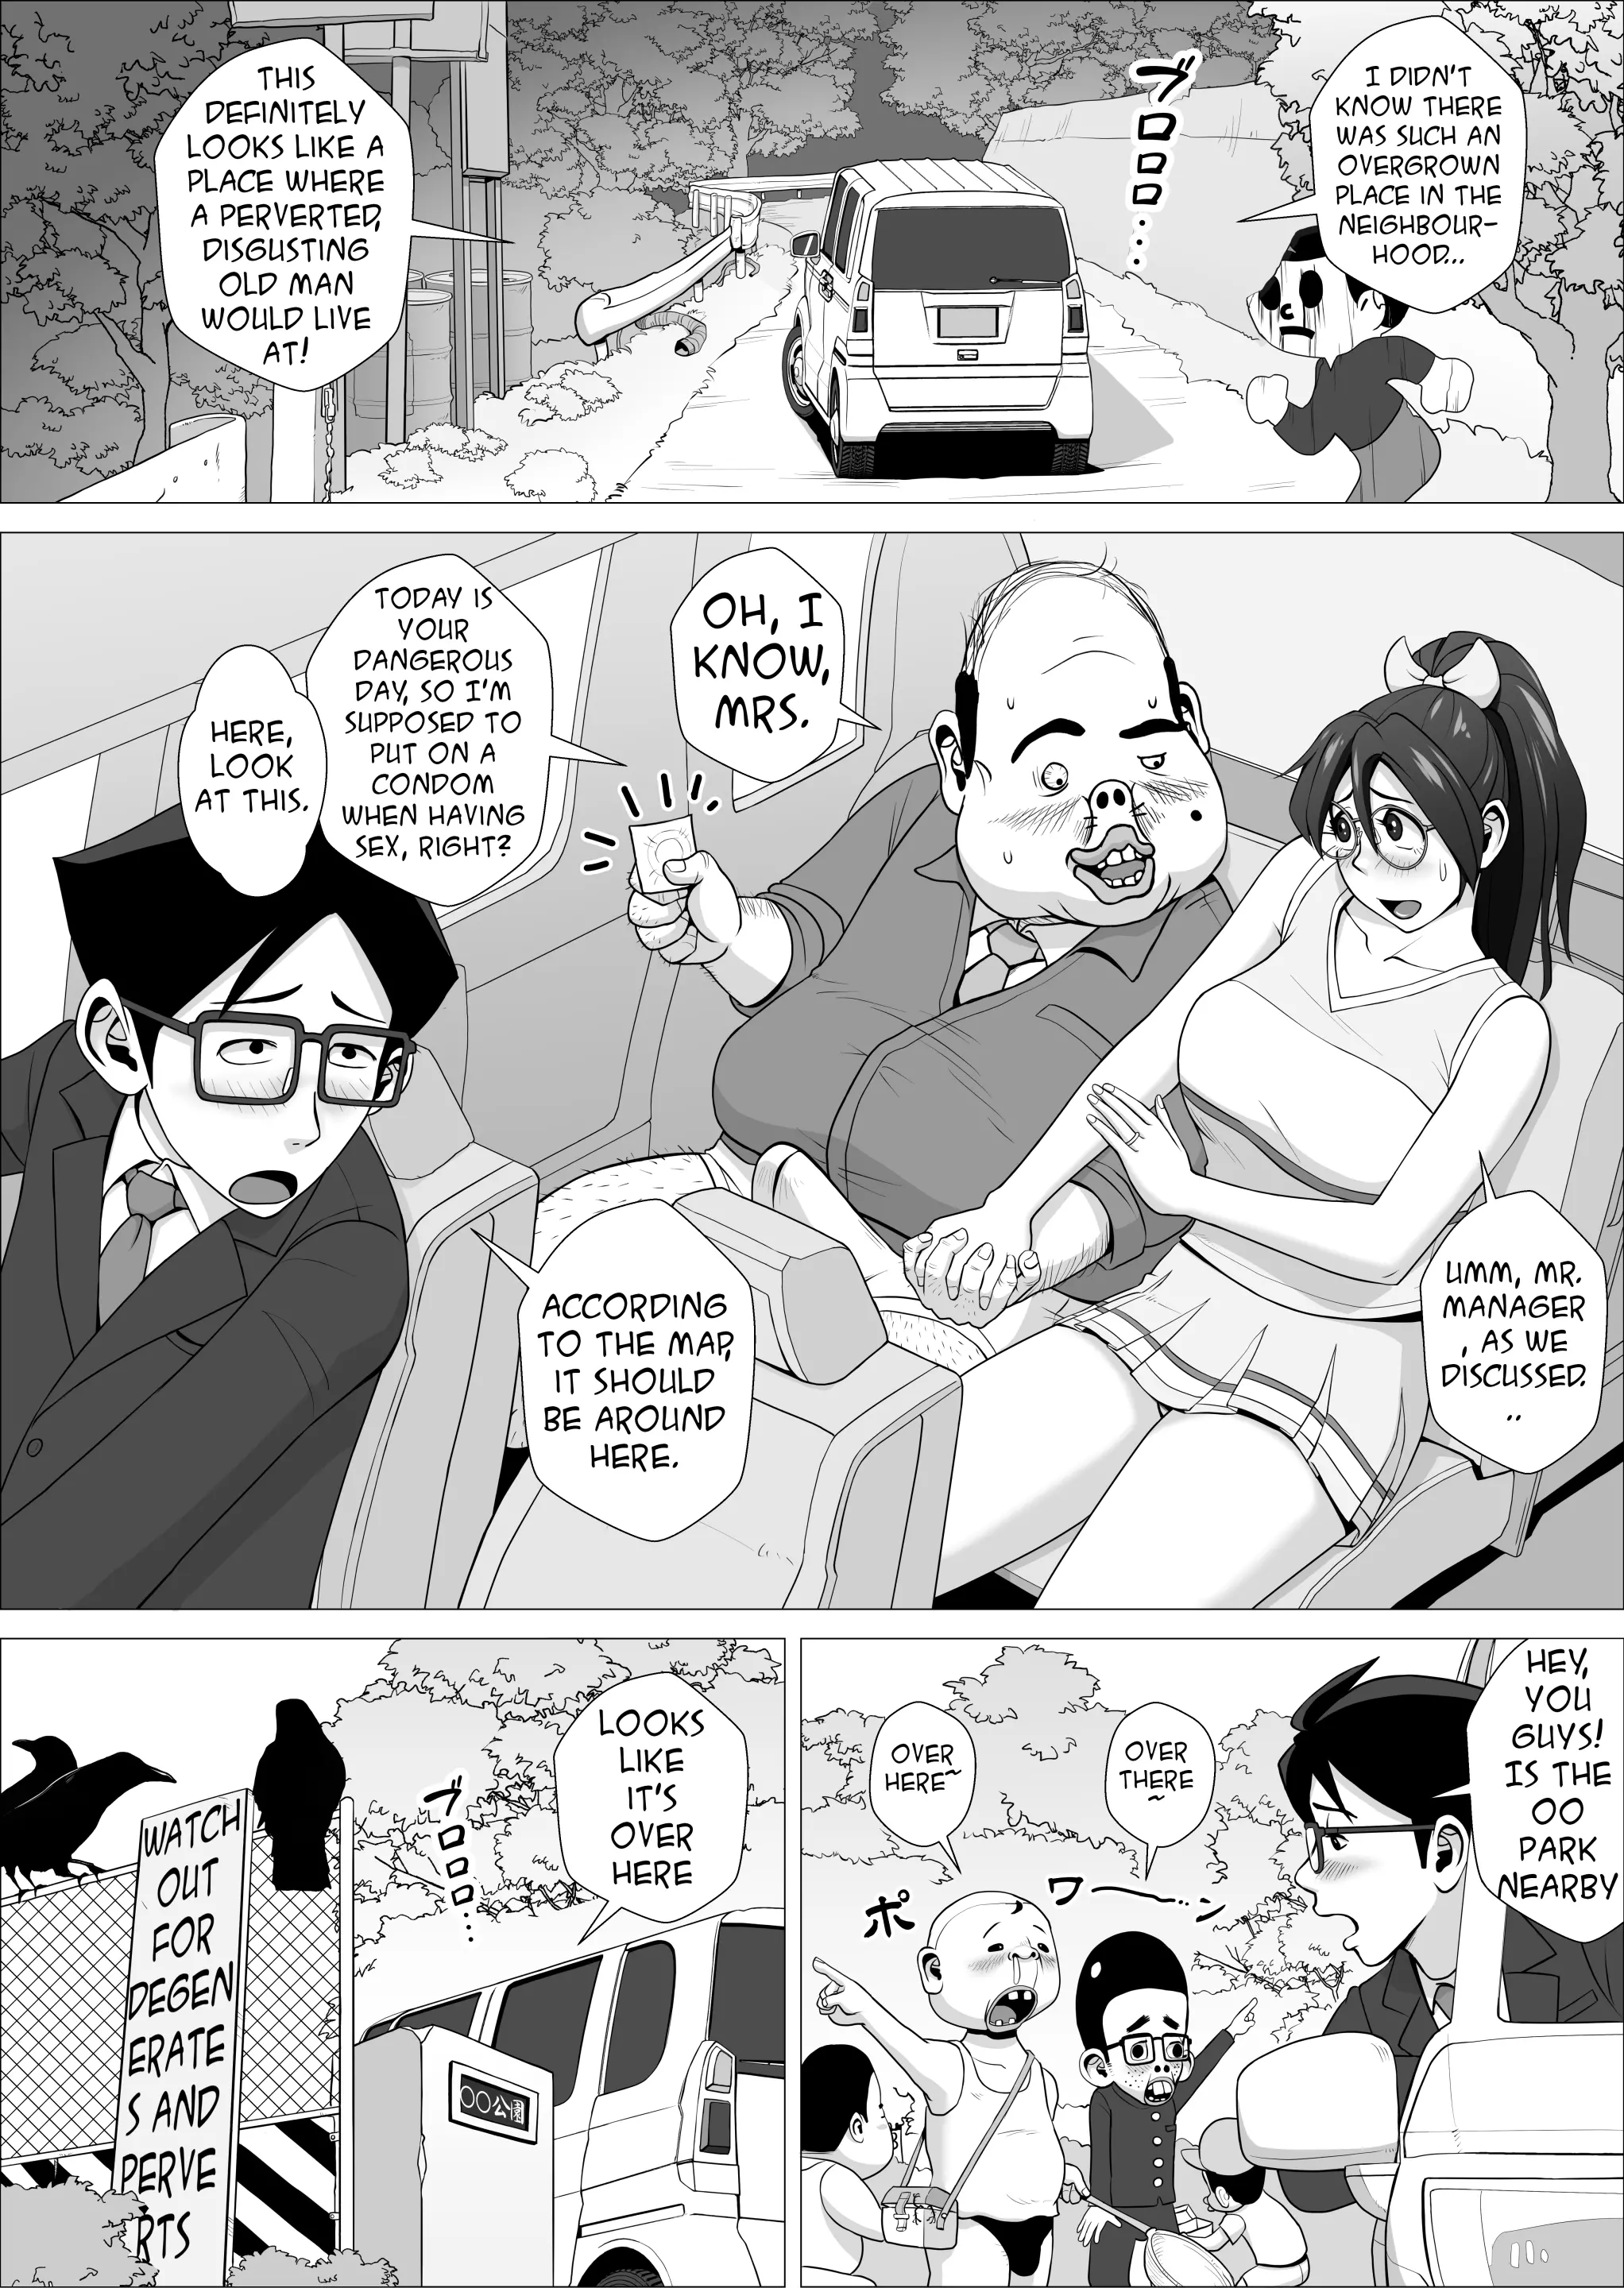 I DIDN'T
KNOW THERE
WAS SUCH AN
OVERGROWN
PLACE IN THE
NEIGHBOUR-
HOOD...
ブロロロ...
THIS
DEFINITELY
LOOKS LIKE A
PLACE WHERE
A PERVERTED,
DISGUSTING
OLD MAN
WOULD LIVE
AT!
UMM, MR.
MANAGER
, AS WE
DISCUSSED.
..
OH, I
KNOW,
MRS.
TODAY IS
YOUR
DANGEROUS
DAY, SO I'M
SUPPOSED TO
PUT ON A
CONDOM
WHEN HAVING
SEX, RIGHT?
HERE,
LOOK
AT THIS.
ACCORDING
TO THE MAP,
IT SHOULD
BE AROUND
HERE.
HEY,
YOU
GUYS!
IS THE
OO
PARK
NEARBY
OVER
THERE
~
OVER
HERE~
ポワーン
LOOKS
LIKE
IT'S
OVER
HERE
ブロロロ...
WATCH
OUT
FOR
DEGEN
ERATE
S AND
PERVE
RTS
〇〇公園